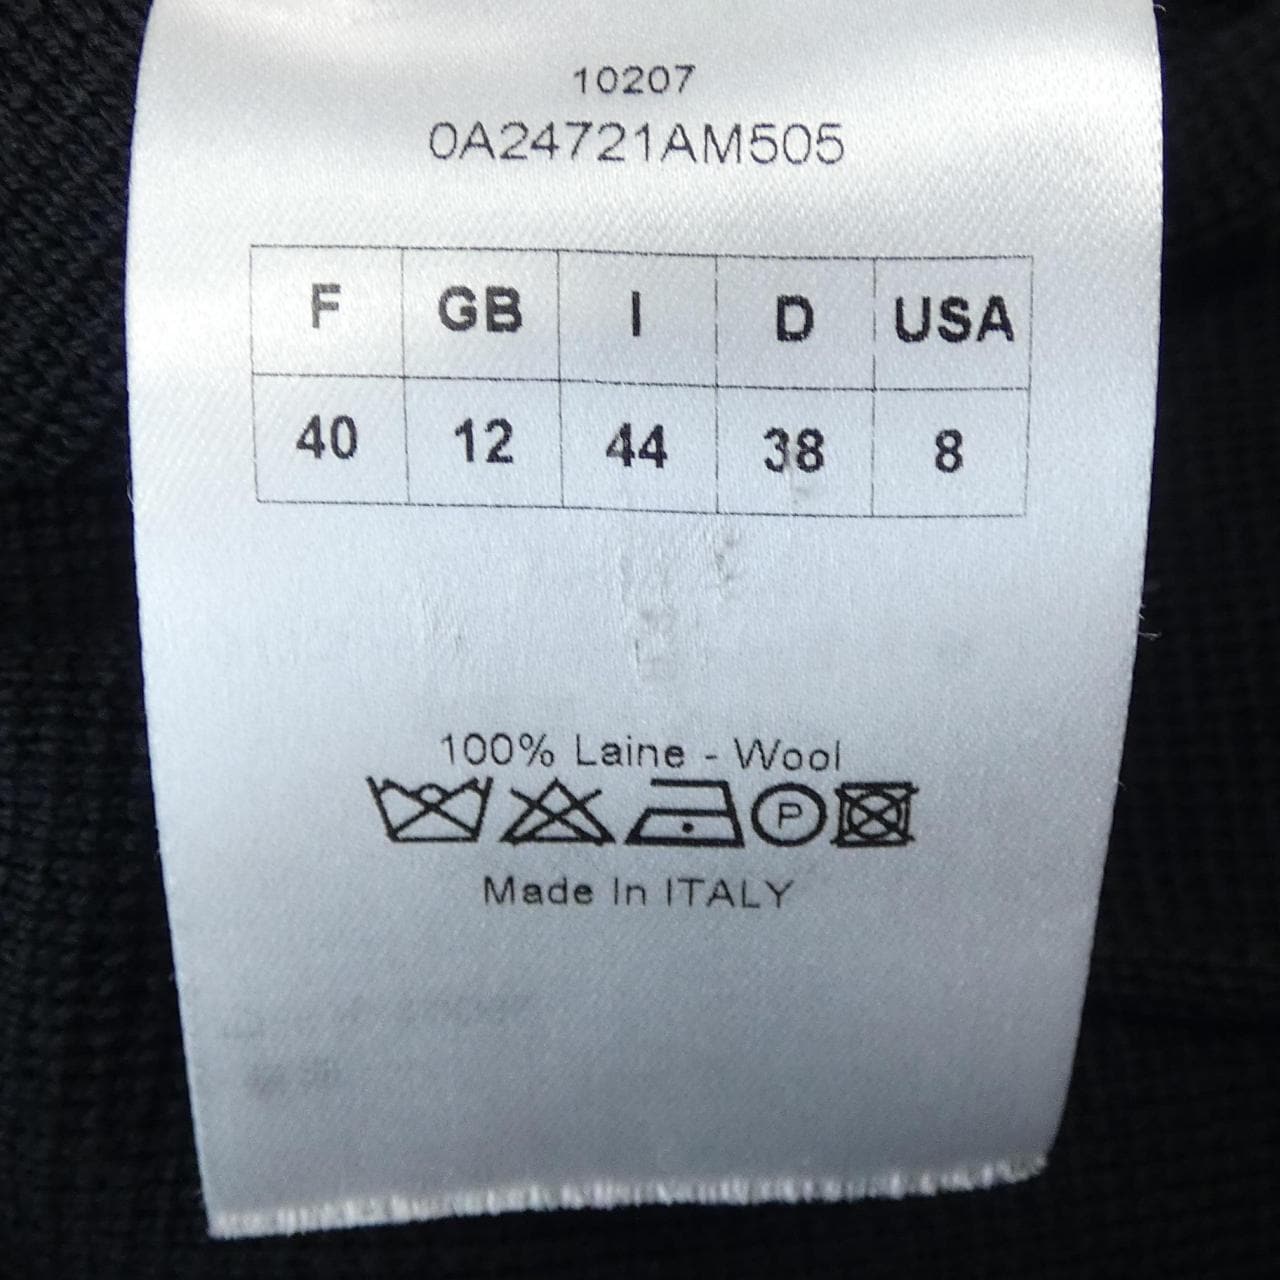 10207
0A24721AM505
F GB I D USA
40 12 44 38 8
100% Laine - Wool
P
Made In ITALY